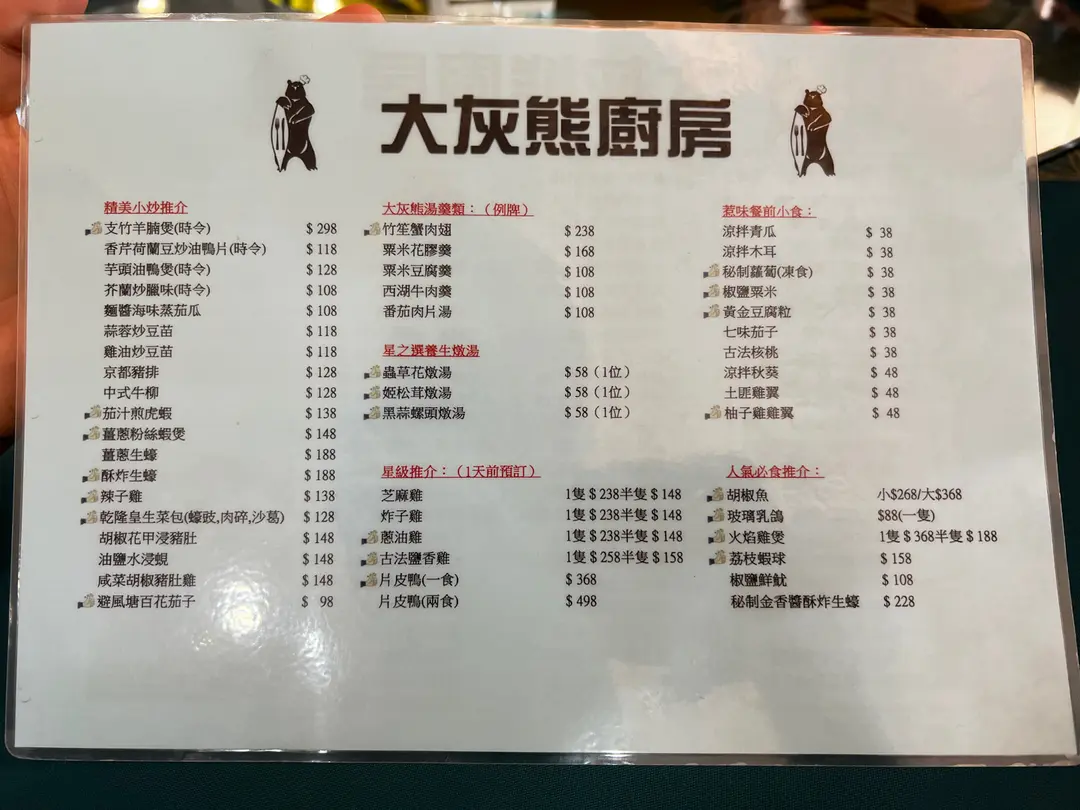 大灰熊廚房
精美小炒推介
支竹羊腩煲(時令) $ 298
香芹荷蘭豆炒油鴨片(時令) $ 118
芋頭油鴨煲(時令) $ 128
芥蘭炒臘味(時令) $ 108
麵醬海味蒸茄瓜 $ 108
蒜蓉炒豆苗 $ 118
雞油炒豆苗 $ 118
京都豬排 $ 128
中式牛柳 $ 128
茄汁煎虎蝦 $ 138
薑蔥粉絲蝦煲 $ 148
薑蔥生蠔 $ 188
酥炸生蠔 $ 188
辣子雞 $ 138
乾隆皇生菜包(蠔豉,肉碎,沙葛) $ 128
胡椒花甲浸豬肚 $ 148
油鹽水浸蜆 $ 148
咸菜胡椒豬肚雞 $ 148
避風塘百花茄子 $ 98
大灰熊湯羹類：（例牌）
竹笙蟹肉翅 $ 238
粟米花膠羹 $ 168
粟米豆腐羹 $ 108
西湖牛肉羹 $ 108
番茄肉片湯 $ 108
星之選養生燉湯
蟲草花燉湯 $ 58（1位）
姬松茸燉湯 $ 58（1位）
黑蒜螺頭燉湯 $ 58（1位）
星級推介：（1天前預訂）
芝麻雞 1隻 $ 238半隻 $ 148
炸子雞 1隻 $ 238半隻 $ 148
蔥油雞 1隻 $ 238半隻 $ 148
古法鹽香雞 1隻 $ 258半隻 $ 158
片皮鴨(一食) $ 368
片皮鴨(兩食) $ 498
惹味餐前小食：
涼拌青瓜 $ 38
涼拌木耳 $ 38
秘制蘿蔔(凍食) $ 38
椒鹽粟米 $ 38
黃金豆腐粒 $ 38
七味茄子 $ 38
古法核桃 $ 38
涼拌秋葵 $ 48
土匪雞翼 $ 48
柚子雞雞翼 $ 48
人氣必食推介：
胡椒魚 小$268/大$368
玻璃乳鴿 $88(一隻)
火焰雞煲 1隻 $ 368半隻 $ 188
荔枝蝦球 $ 158
椒鹽鮮魷 $ 108
秘制金香醬酥炸生蠔 $ 228